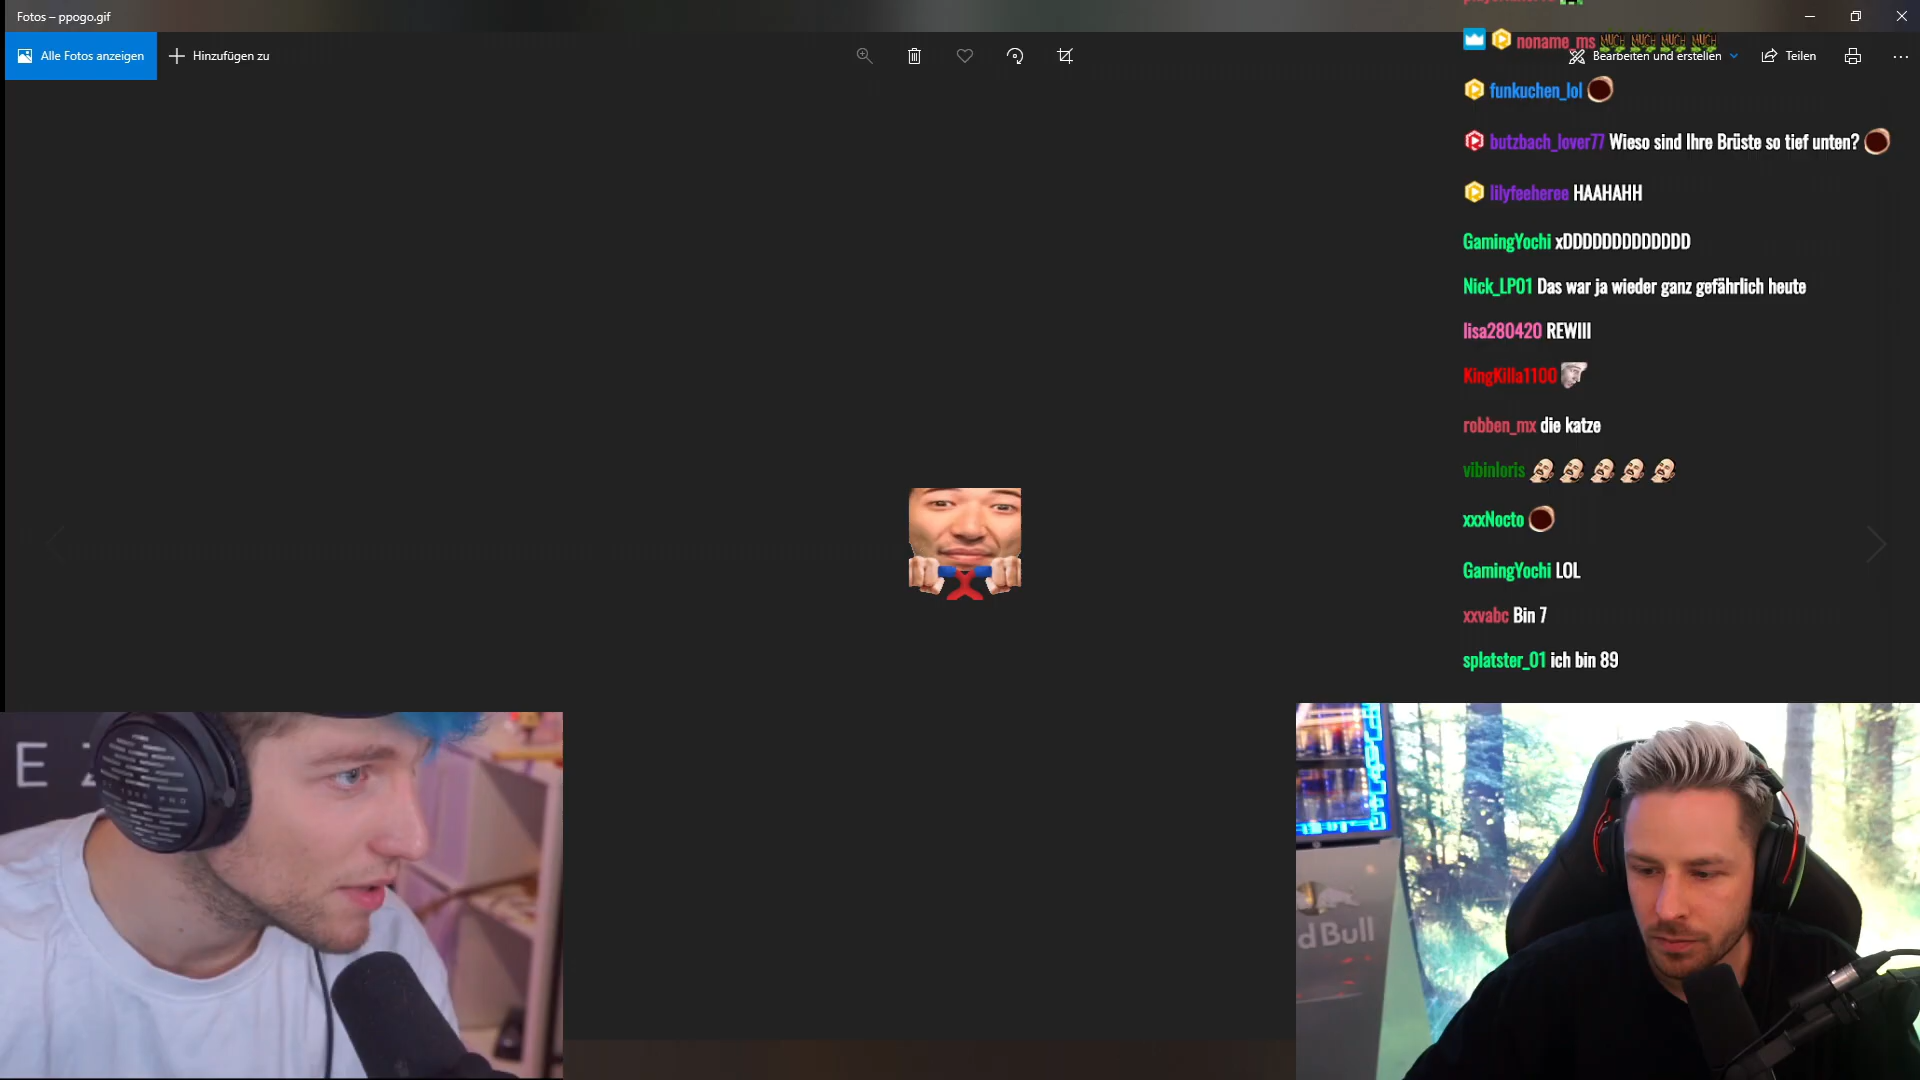 Fotos – ppogo.gif
Alle Fotos anzeigen
Hinzufügen zu
Bearbeiten und erstellen
Teilen
noname_ms
funkuchen_lol
butzbach_lover77 Wieso sind Ihre Brüste so tief unten?
lilyfeeheree HAAHAHH
GamingYochi xDDDDDDDDDDDDD
Nick_LP01 Das war ja wieder ganz gefährlich heute
lisa280420 REWIII
KingKilla1100
robben_mx die katze
vibinloris
xxxNocto
GamingYochi LOL
xxvabc Bin 7
splatster_01 ich bin 89
E Z
d Bull